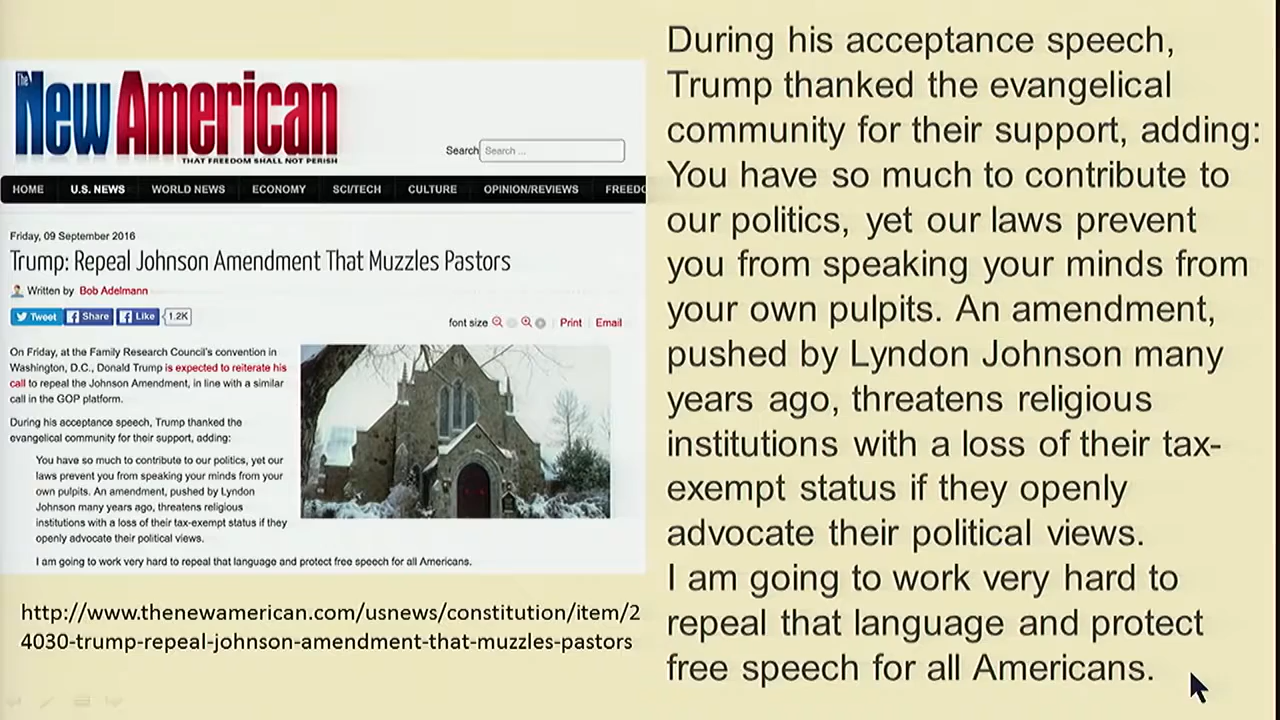 The
New American
THAT FREEDOM SHALL NOT PERISH
Search Search ...
HOME U.S. NEWS WORLD NEWS ECONOMY SCI/TECH CULTURE OPINION/REVIEWS FREEDO
Friday, 09 September 2016
Trump: Repeal Johnson Amendment That Muzzles Pastors
Written by Bob Adelmann
Tweet Share Like 1.2K
font size Print Email
On Friday, at the Family Research Council's convention in
Washington, D.C., Donald Trump is expected to reiterate his
call to repeal the Johnson Amendment, in line with a similar
call in the GOP platform.
During his acceptance speech, Trump thanked the
evangelical community for their support, adding:
You have so much to contribute to our politics, yet our
laws prevent you from speaking your minds from your
own pulpits. An amendment, pushed by Lyndon
Johnson many years ago, threatens religious
institutions with a loss of their tax-exempt status if they
openly advocate their political views.
I am going to work very hard to repeal that language and protect free speech for all Americans.
http://www.thenewamerican.com/usnews/constitution/item/2
4030-trump-repeal-johnson-amendment-that-muzzles-pastors
During his acceptance speech,
Trump thanked the evangelical
community for their support, adding:
You have so much to contribute to
our politics, yet our laws prevent
you from speaking your minds from
your own pulpits. An amendment,
pushed by Lyndon Johnson many
years ago, threatens religious
institutions with a loss of their tax-
exempt status if they openly
advocate their political views.
I am going to work very hard to
repeal that language and protect
free speech for all Americans.